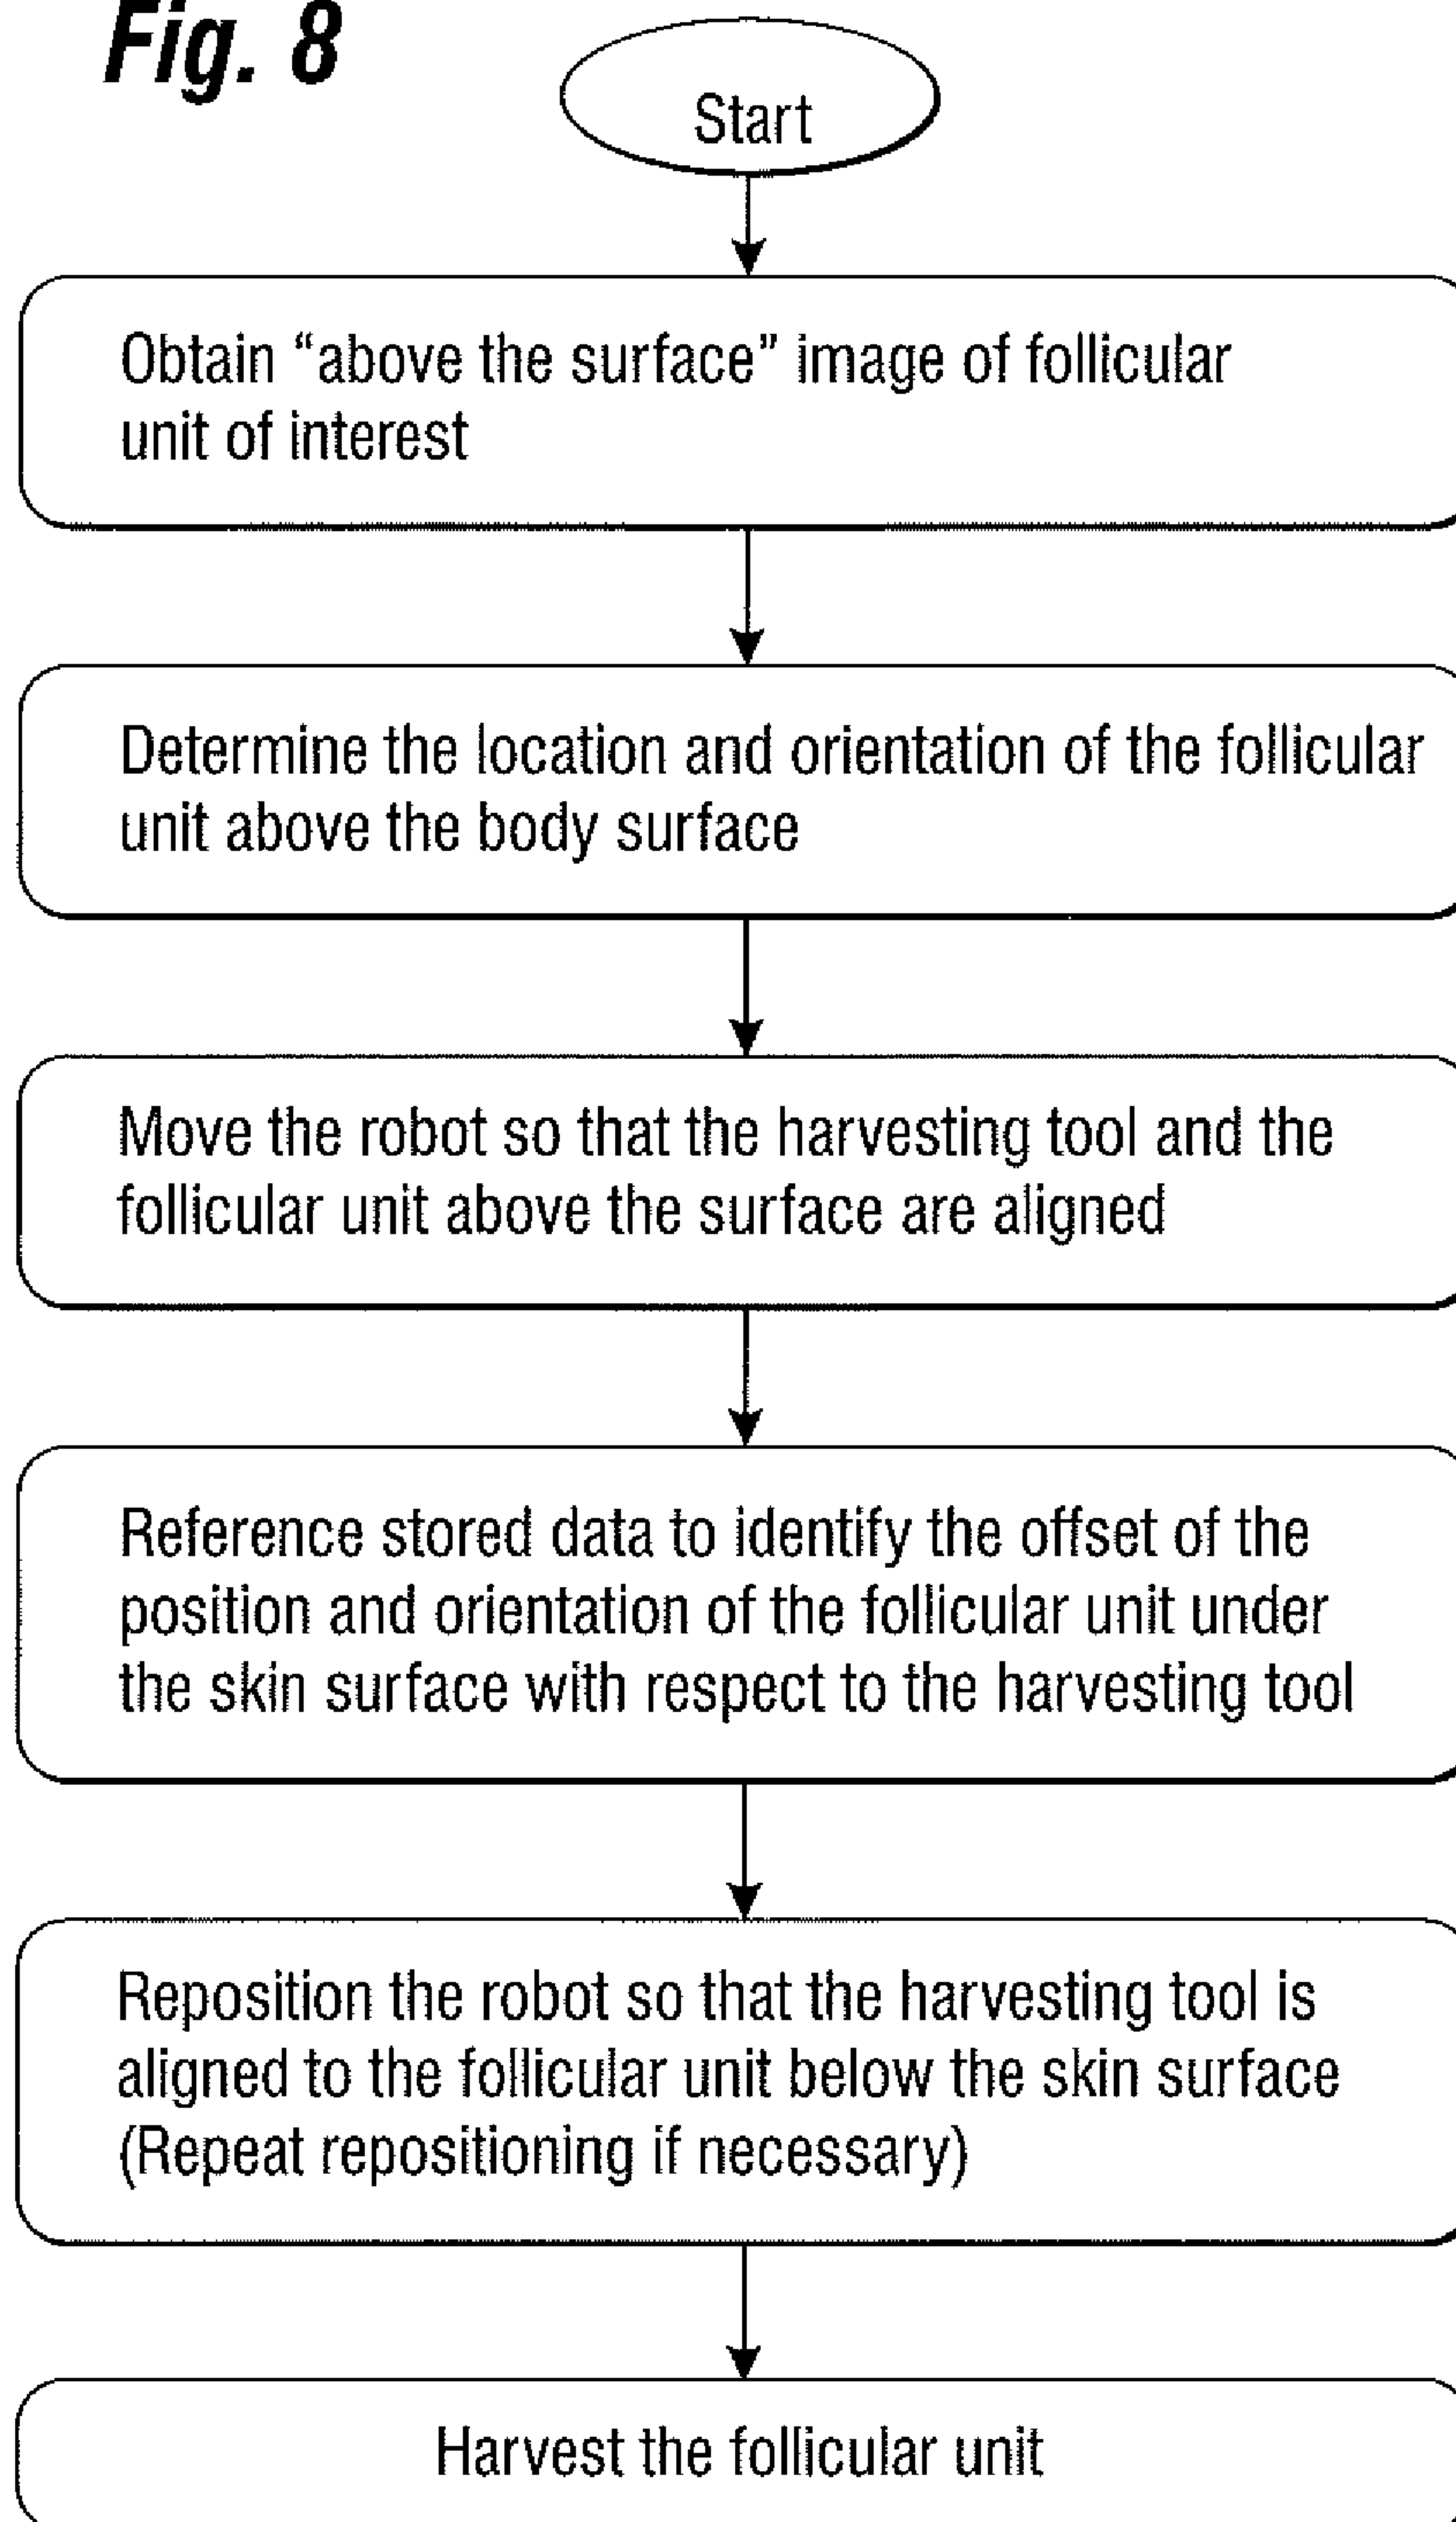 Fig. 8
Start
Obtain “above the surface” image of follicular
unit of interest
Determine the location and orientation of the follicular
unit above the body surface
Move the robot so that the harvesting tool and the
follicular unit above the surface are aligned
Reference stored data to identify the offset of the
position and orientation of the follicular unit under
the skin surface with respect to the harvesting tool
Reposition the robot so that the harvesting tool is
aligned to the follicular unit below the skin surface
(Repeat repositioning if necessary)
Harvest the follicular unit